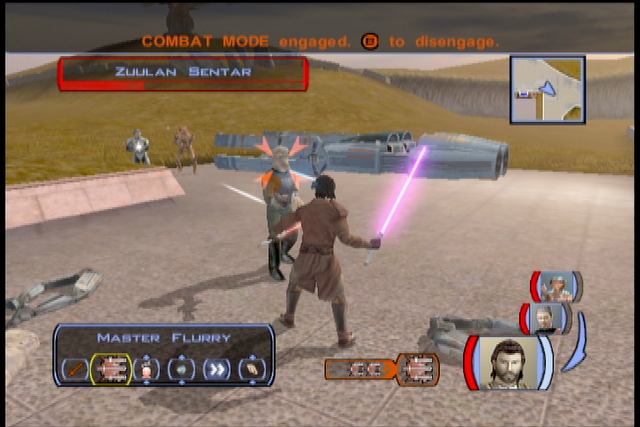 COMBAT MODE engaged. B to disengage.
Zuulan Sentar
Master Flurry